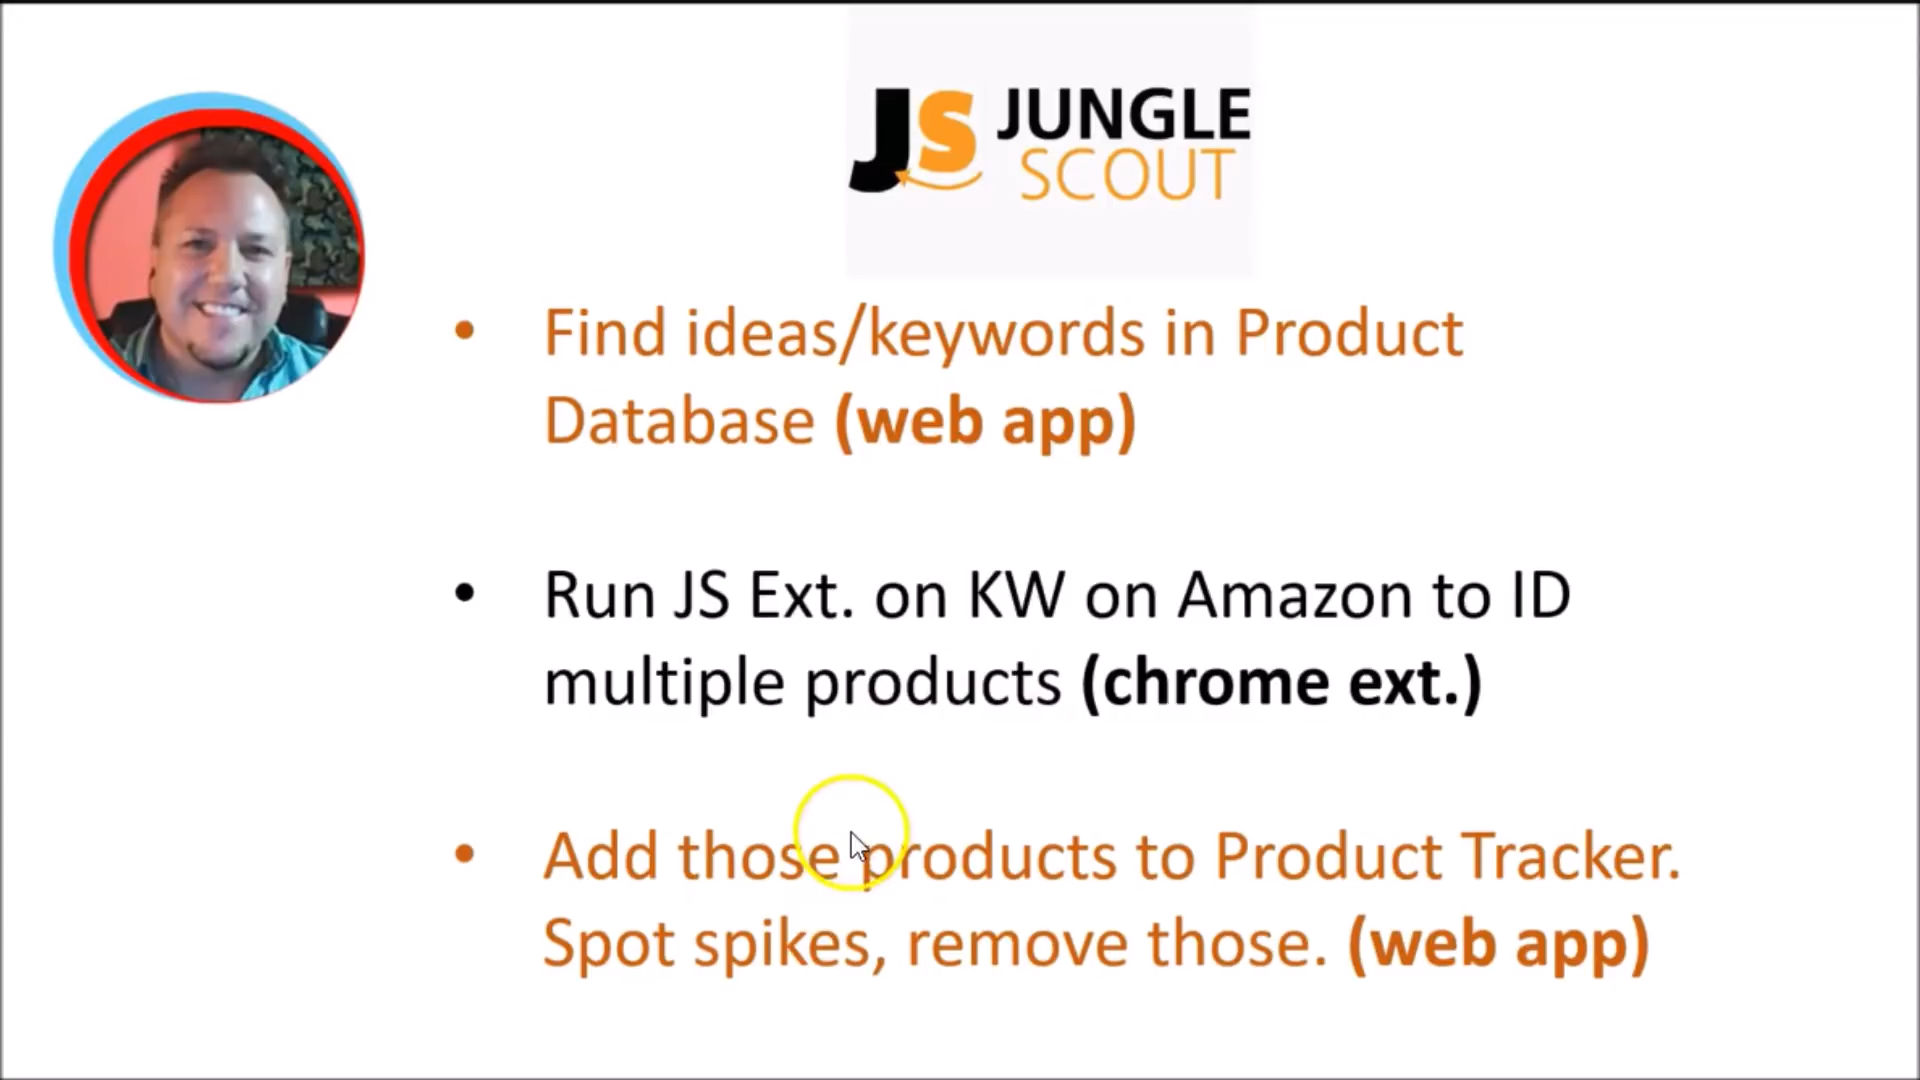 JS JUNGLE
SCOUT
• Find ideas/keywords in Product
Database (web app)
• Run JS Ext. on KW on Amazon to ID
multiple products (chrome ext.)
• Add those products to Product Tracker.
Spot spikes, remove those. (web app)